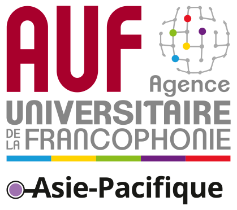 AUF
Agence
UNIVERSITAIRE
DE LA FRANCOPHONIE
Asie-Pacifique